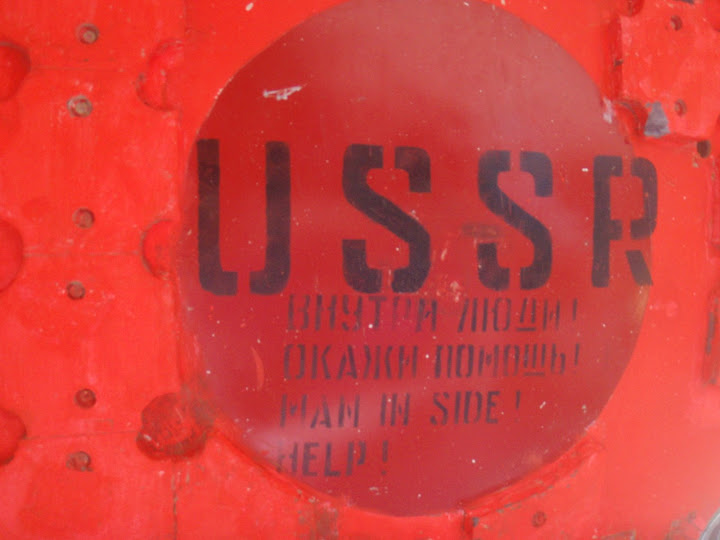 USSR
ВНУТРИ ЛЮДИ!
ОКАЖИ ПОМОЩЬ!
MAN IN SIDE!
HELP!